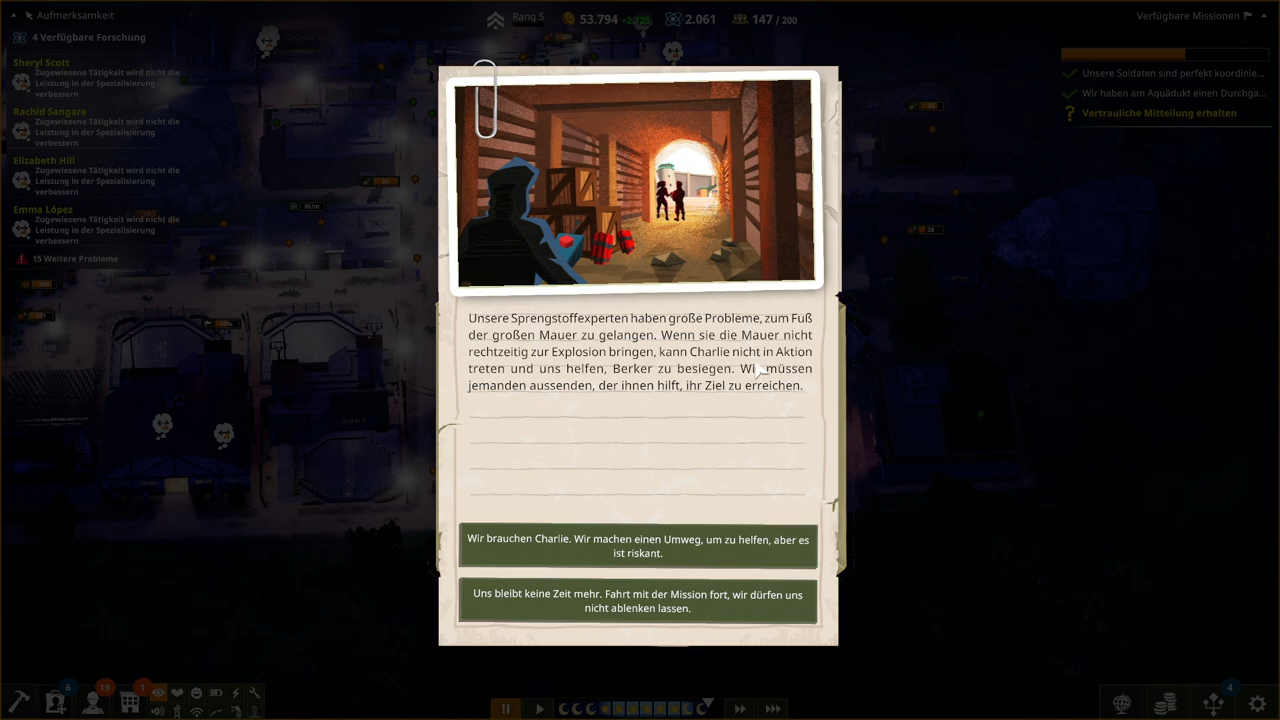 Aufmerksamkeit
4 Verfügbare Forschung
Sheryl Scott
Zugewiesene Tätigkeit wird nicht die
Leistung in der Spezialisierung
verbessern
Rachid Sangare
Zugewiesene Tätigkeit wird nicht die
Leistung in der Spezialisierung
verbessern
Elizabeth Hill
Zugewiesene Tätigkeit wird nicht die
Leistung in der Spezialisierung
verbessern
Emma López
Zugewiesene Tätigkeit wird nicht die
Leistung in der Spezialisierung
verbessern
15 Weitere Probleme
Rang 5
53.794
2.061
147 / 200
Verfügbare Missionen
Unsere Soldaten sind perfekt koordinie...
Wir haben am Aquädukt einen Durchga...
Vertrauliche Mitteilung erhalten
Unsere Sprengstoffexperten haben große Probleme, zum Fuß
der großen Mauer zu gelangen. Wenn sie die Mauer nicht
rechtzeitig zur Explosion bringen, kann Charlie nicht in Aktion
treten und uns helfen, Berker zu besiegen. Wir müssen
jemanden aussenden, der ihnen hilft, ihr Ziel zu erreichen.
Wir brauchen Charlie. Wir machen einen Umweg, um zu helfen, aber es
ist riskant.
Uns bleibt keine Zeit mehr. Fahrt mit der Mission fort, wir dürfen uns
nicht ablenken lassen.
6
19
1
4